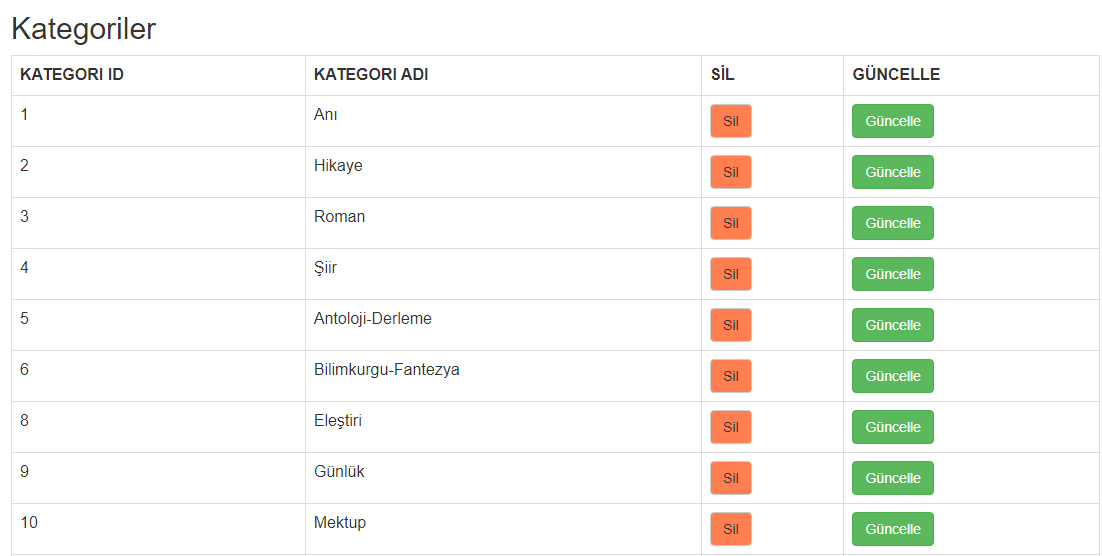 Kategoriler
KATEGORI ID KATEGORI ADI SİL GÜNCELLE
1 Anı Sil Güncelle
2 Hikaye Sil Güncelle
3 Roman Sil Güncelle
4 Şiir Sil Güncelle
5 Antoloji-Derleme Sil Güncelle
6 Bilimkurgu-Fantezya Sil Güncelle
8 Eleştiri Sil Güncelle
9 Günlük Sil Güncelle
10 Mektup Sil Güncelle